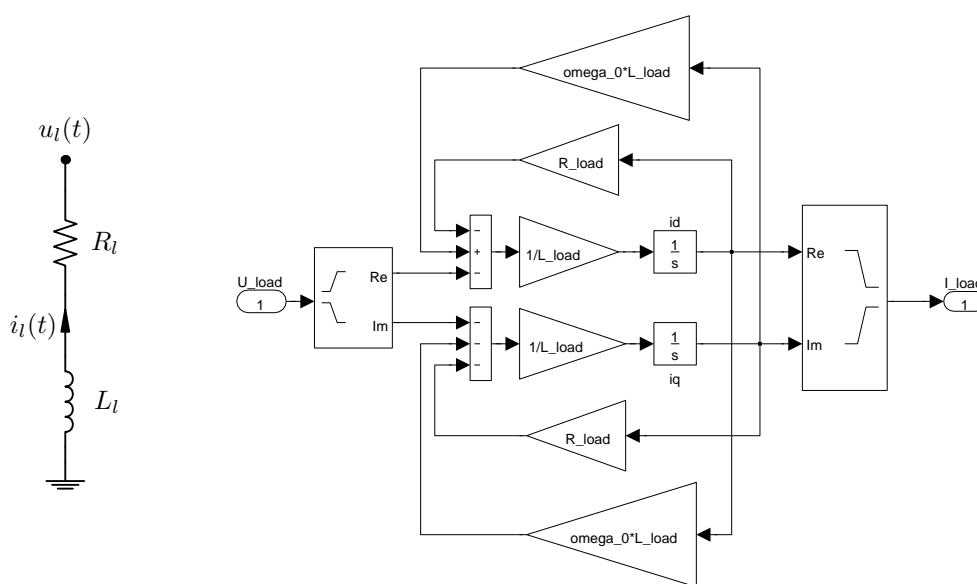 u_l(t)
R_l
i_l(t)
L_l
omega_0*L_load
R_load
−
+
−
1/L_load
id
1
s
U_load
1
Re
Im
−
−
−
1/L_load
1
s
iq
Re
Im
I_load
1
R_load
omega_0*L_load